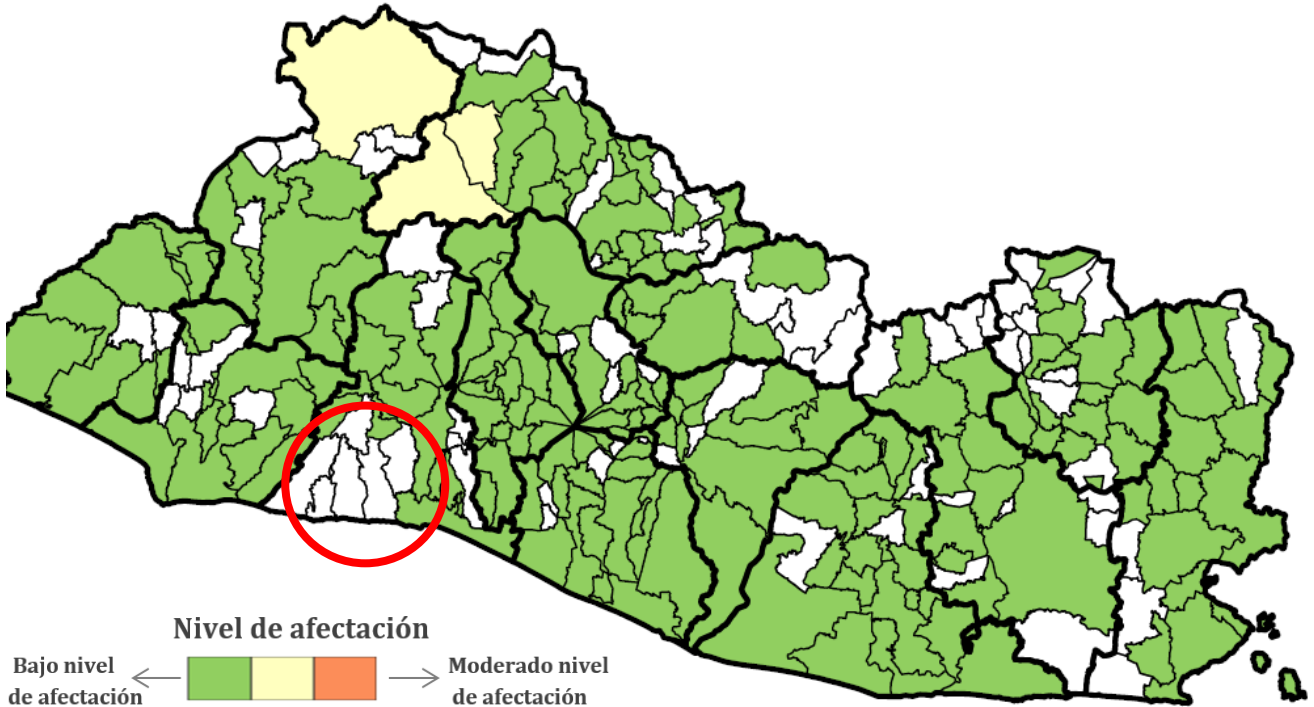 Nivel de afectación
Bajo nivel
de afectación
Moderado nivel
de afectación